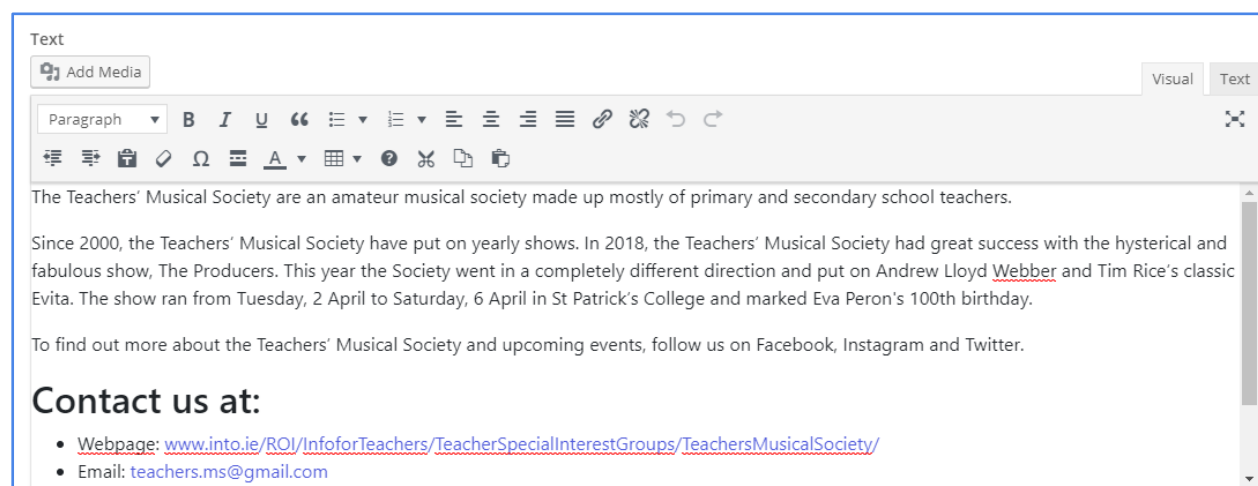 Text
Add Media
Visual Text
Paragraph B I U
Ω A
The Teachers’ Musical Society are an amateur musical society made up mostly of primary and secondary school teachers.
Since 2000, the Teachers’ Musical Society have put on yearly shows. In 2018, the Teachers’ Musical Society had great success with the hysterical and
fabulous show, The Producers. This year the Society went in a completely different direction and put on Andrew Lloyd Webber and Tim Rice’s classic
Evita. The show ran from Tuesday, 2 April to Saturday, 6 April in St Patrick’s College and marked Eva Peron's 100th birthday.
To find out more about the Teachers’ Musical Society and upcoming events, follow us on Facebook, Instagram and Twitter.
Contact us at:
• Webpage: www.into.ie/ROI/InfoforTeachers/TeacherSpecialInterestGroups/TeachersMusicalSociety/
• Email: teachers.ms@gmail.com